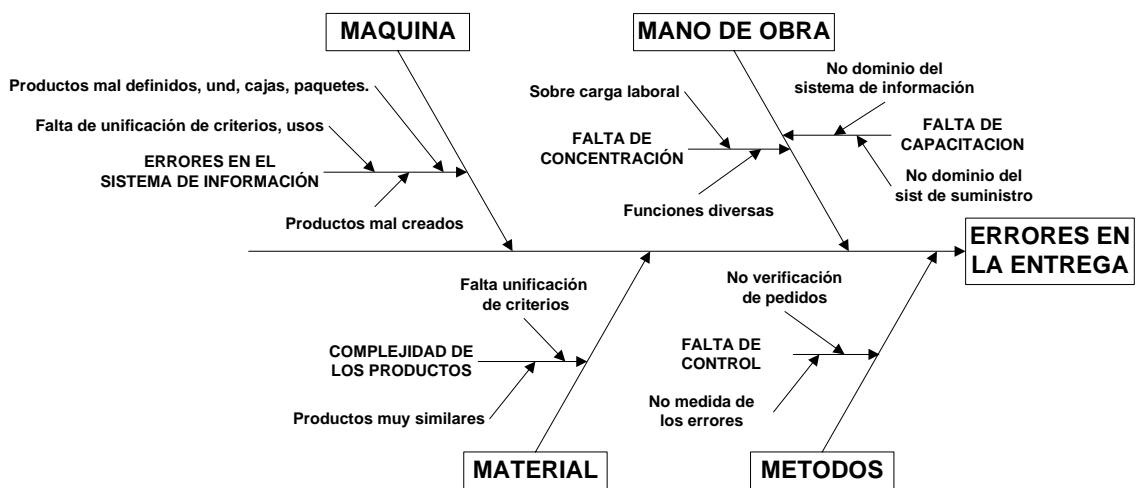 MAQUINA
MANO DE OBRA
Productos mal definidos, und, cajas, paquetes.
Falta de unificación de criterios, usos
ERRORES EN EL
SISTEMA DE INFORMACIÓN
Productos mal creados
Sobre carga laboral
FALTA DE
CONCENTRACIÓN
Funciones diversas
No dominio del
sistema de información
FALTA DE
CAPACITACION
No dominio del
sist de suministro
ERRORES EN
LA ENTREGA
Falta unificación
de criterios
COMPLEJIDAD DE
LOS PRODUCTOS
Productos muy similares
No verificación
de pedidos
FALTA DE
CONTROL
No medida de
los errores
MATERIAL
METODOS